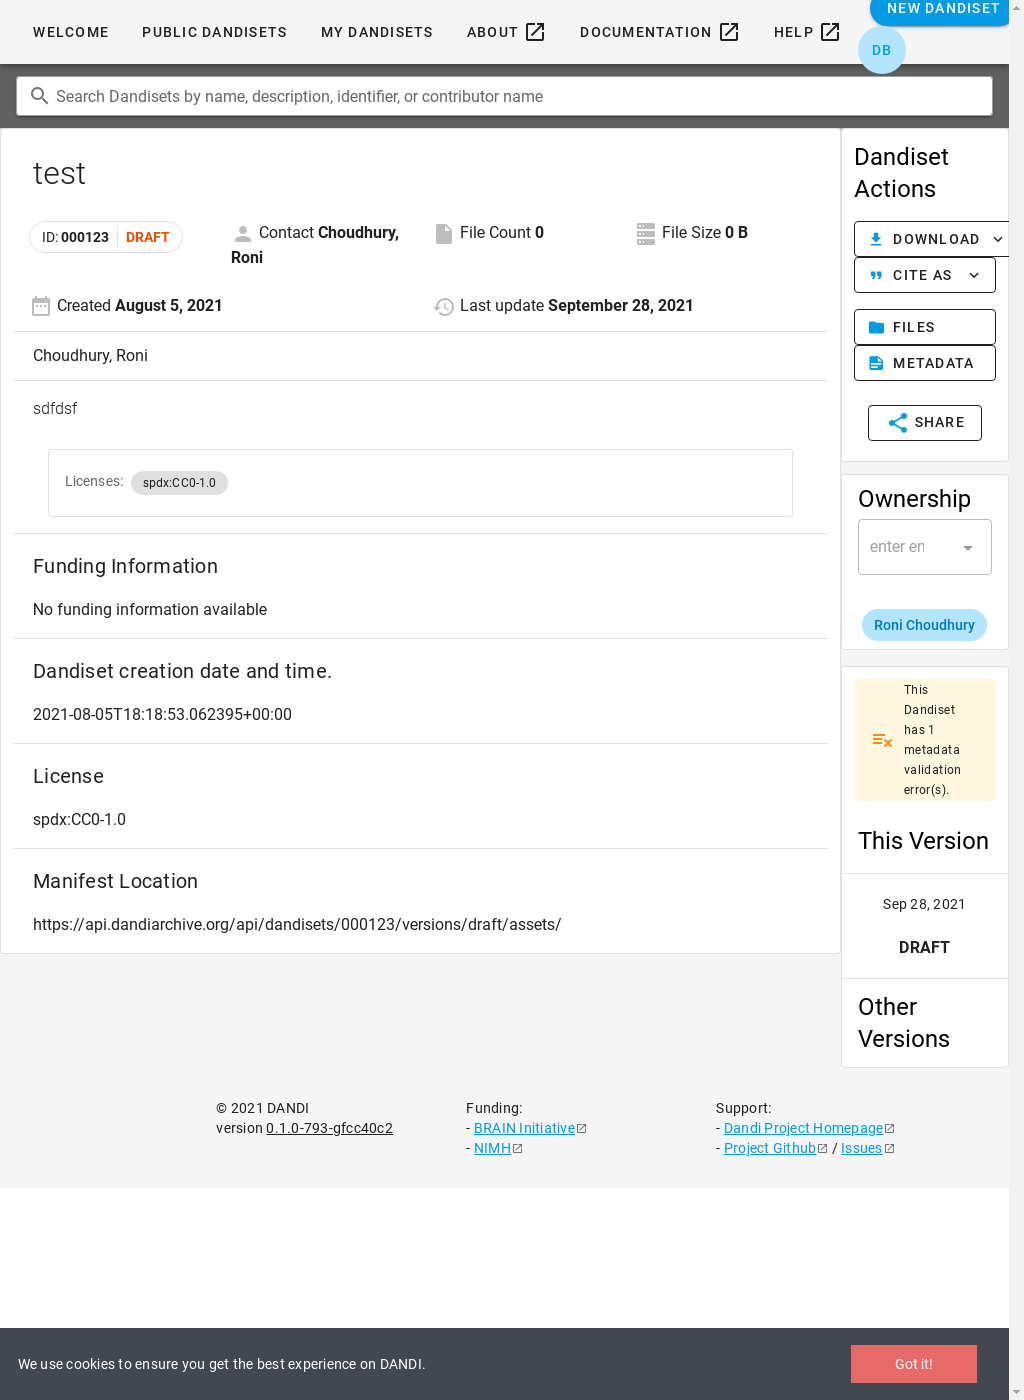 WELCOME PUBLIC DANDISETS MY DANDISETS ABOUT DOCUMENTATION HELP NEW DANDISET
DB
Search Dandisets by name, description, identifier, or contributor name
test
ID: 000123 DRAFT
Contact Choudhury, Roni
File Count 0
File Size 0 B
Created August 5, 2021
Last update September 28, 2021
Choudhury, Roni
sdfdsf
Licenses: spdx:CC0-1.0
Funding Information
No funding information available
Dandiset creation date and time.
2021-08-05T18:18:53.062395+00:00
License
spdx:CC0-1.0
Manifest Location
https://api.dandiarchive.org/api/dandisets/000123/versions/draft/assets/
Dandiset
Actions
DOWNLOAD
CITE AS
FILES
METADATA
SHARE
Ownership
enter en
Roni Choudhury
This
Dandiset
has 1
metadata
validation
error(s).
This Version
Sep 28, 2021
DRAFT
Other
Versions
© 2021 DANDI
version 0.1.0-793-gfcc40c2
Funding:
- BRAIN Initiative
- NIMH
Support:
- Dandi Project Homepage
- Project Github / Issues
We use cookies to ensure you get the best experience on DANDI.
Got it!